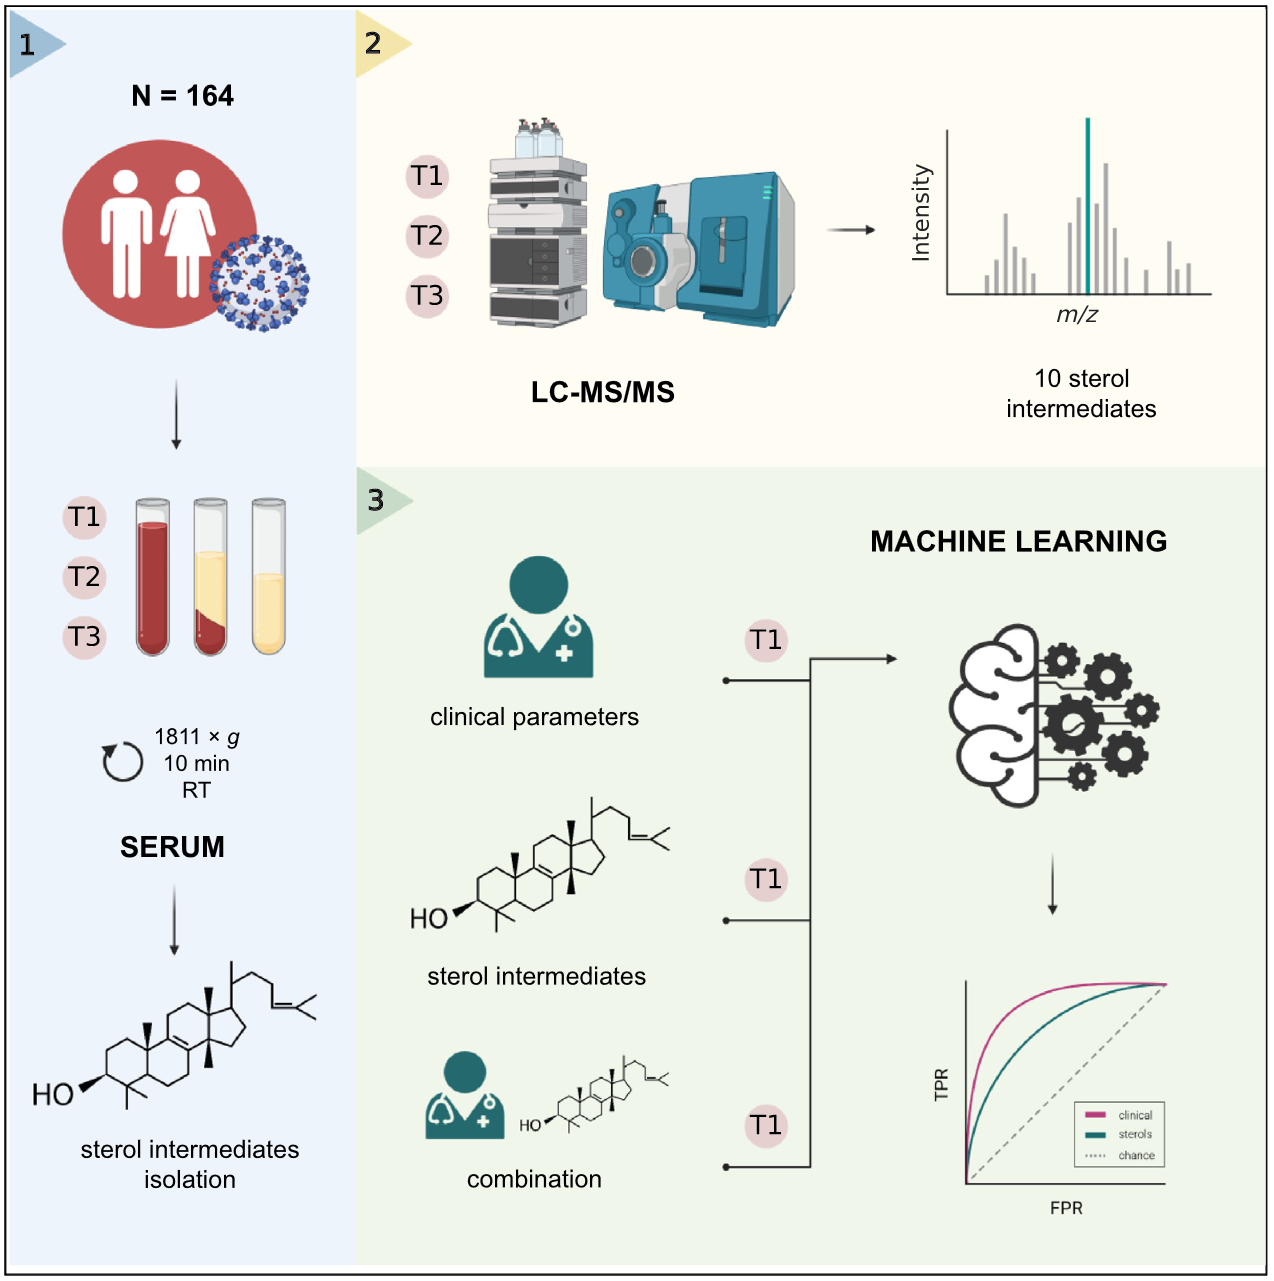 1
N = 164
T1
T2
T3
1811 × g
10 min
RT
SERUM
HO
sterol intermediates
isolation
2
T1
T2
T3
LC-MS/MS
Intensity
m/z
10 sterol
intermediates
3
MACHINE LEARNING
T1
clinical parameters
T1
HO
sterol intermediates
T1
HO
combination
TPR
clinical
sterols
chance
FPR